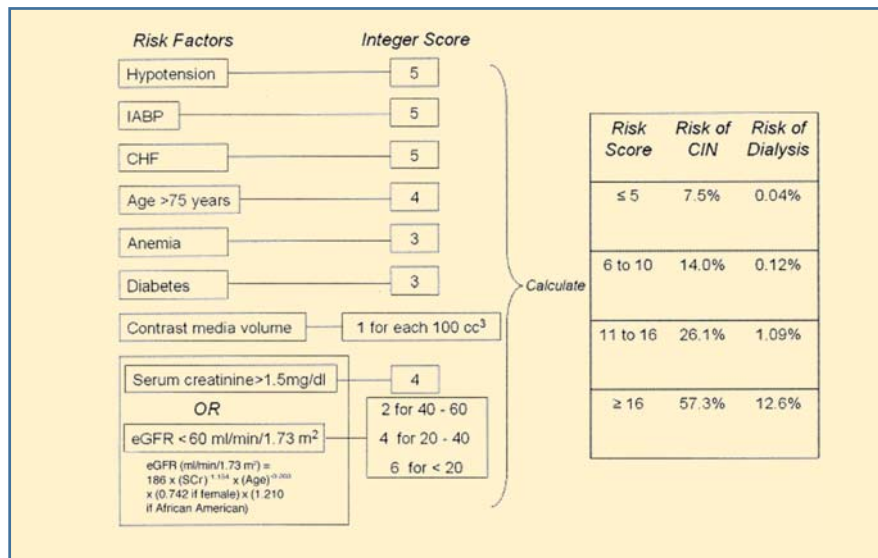 Risk Factors Integer Score
Hypotension 5
IABP 5
CHF 5
Age >75 years 4
Anemia 3
Diabetes 3
Contrast media volume 1 for each 100 cc³
Serum creatinine>1.5mg/dl 4
OR
eGFR <60 ml/min/1.73 m²
2 for 40 - 60
4 for 20 - 40
6 for < 20
eGFR (ml/min/1.73 m²) =
186 x (SCr) x (Age)
x (0.742 if female) x (1.210
if African American)
Calculate
Risk Score Risk of CIN Risk of Dialysis
≤ 5 7.5% 0.04%
6 to 10 14.0% 0.12%
11 to 16 26.1% 1.09%
≥ 16 57.3% 12.6%